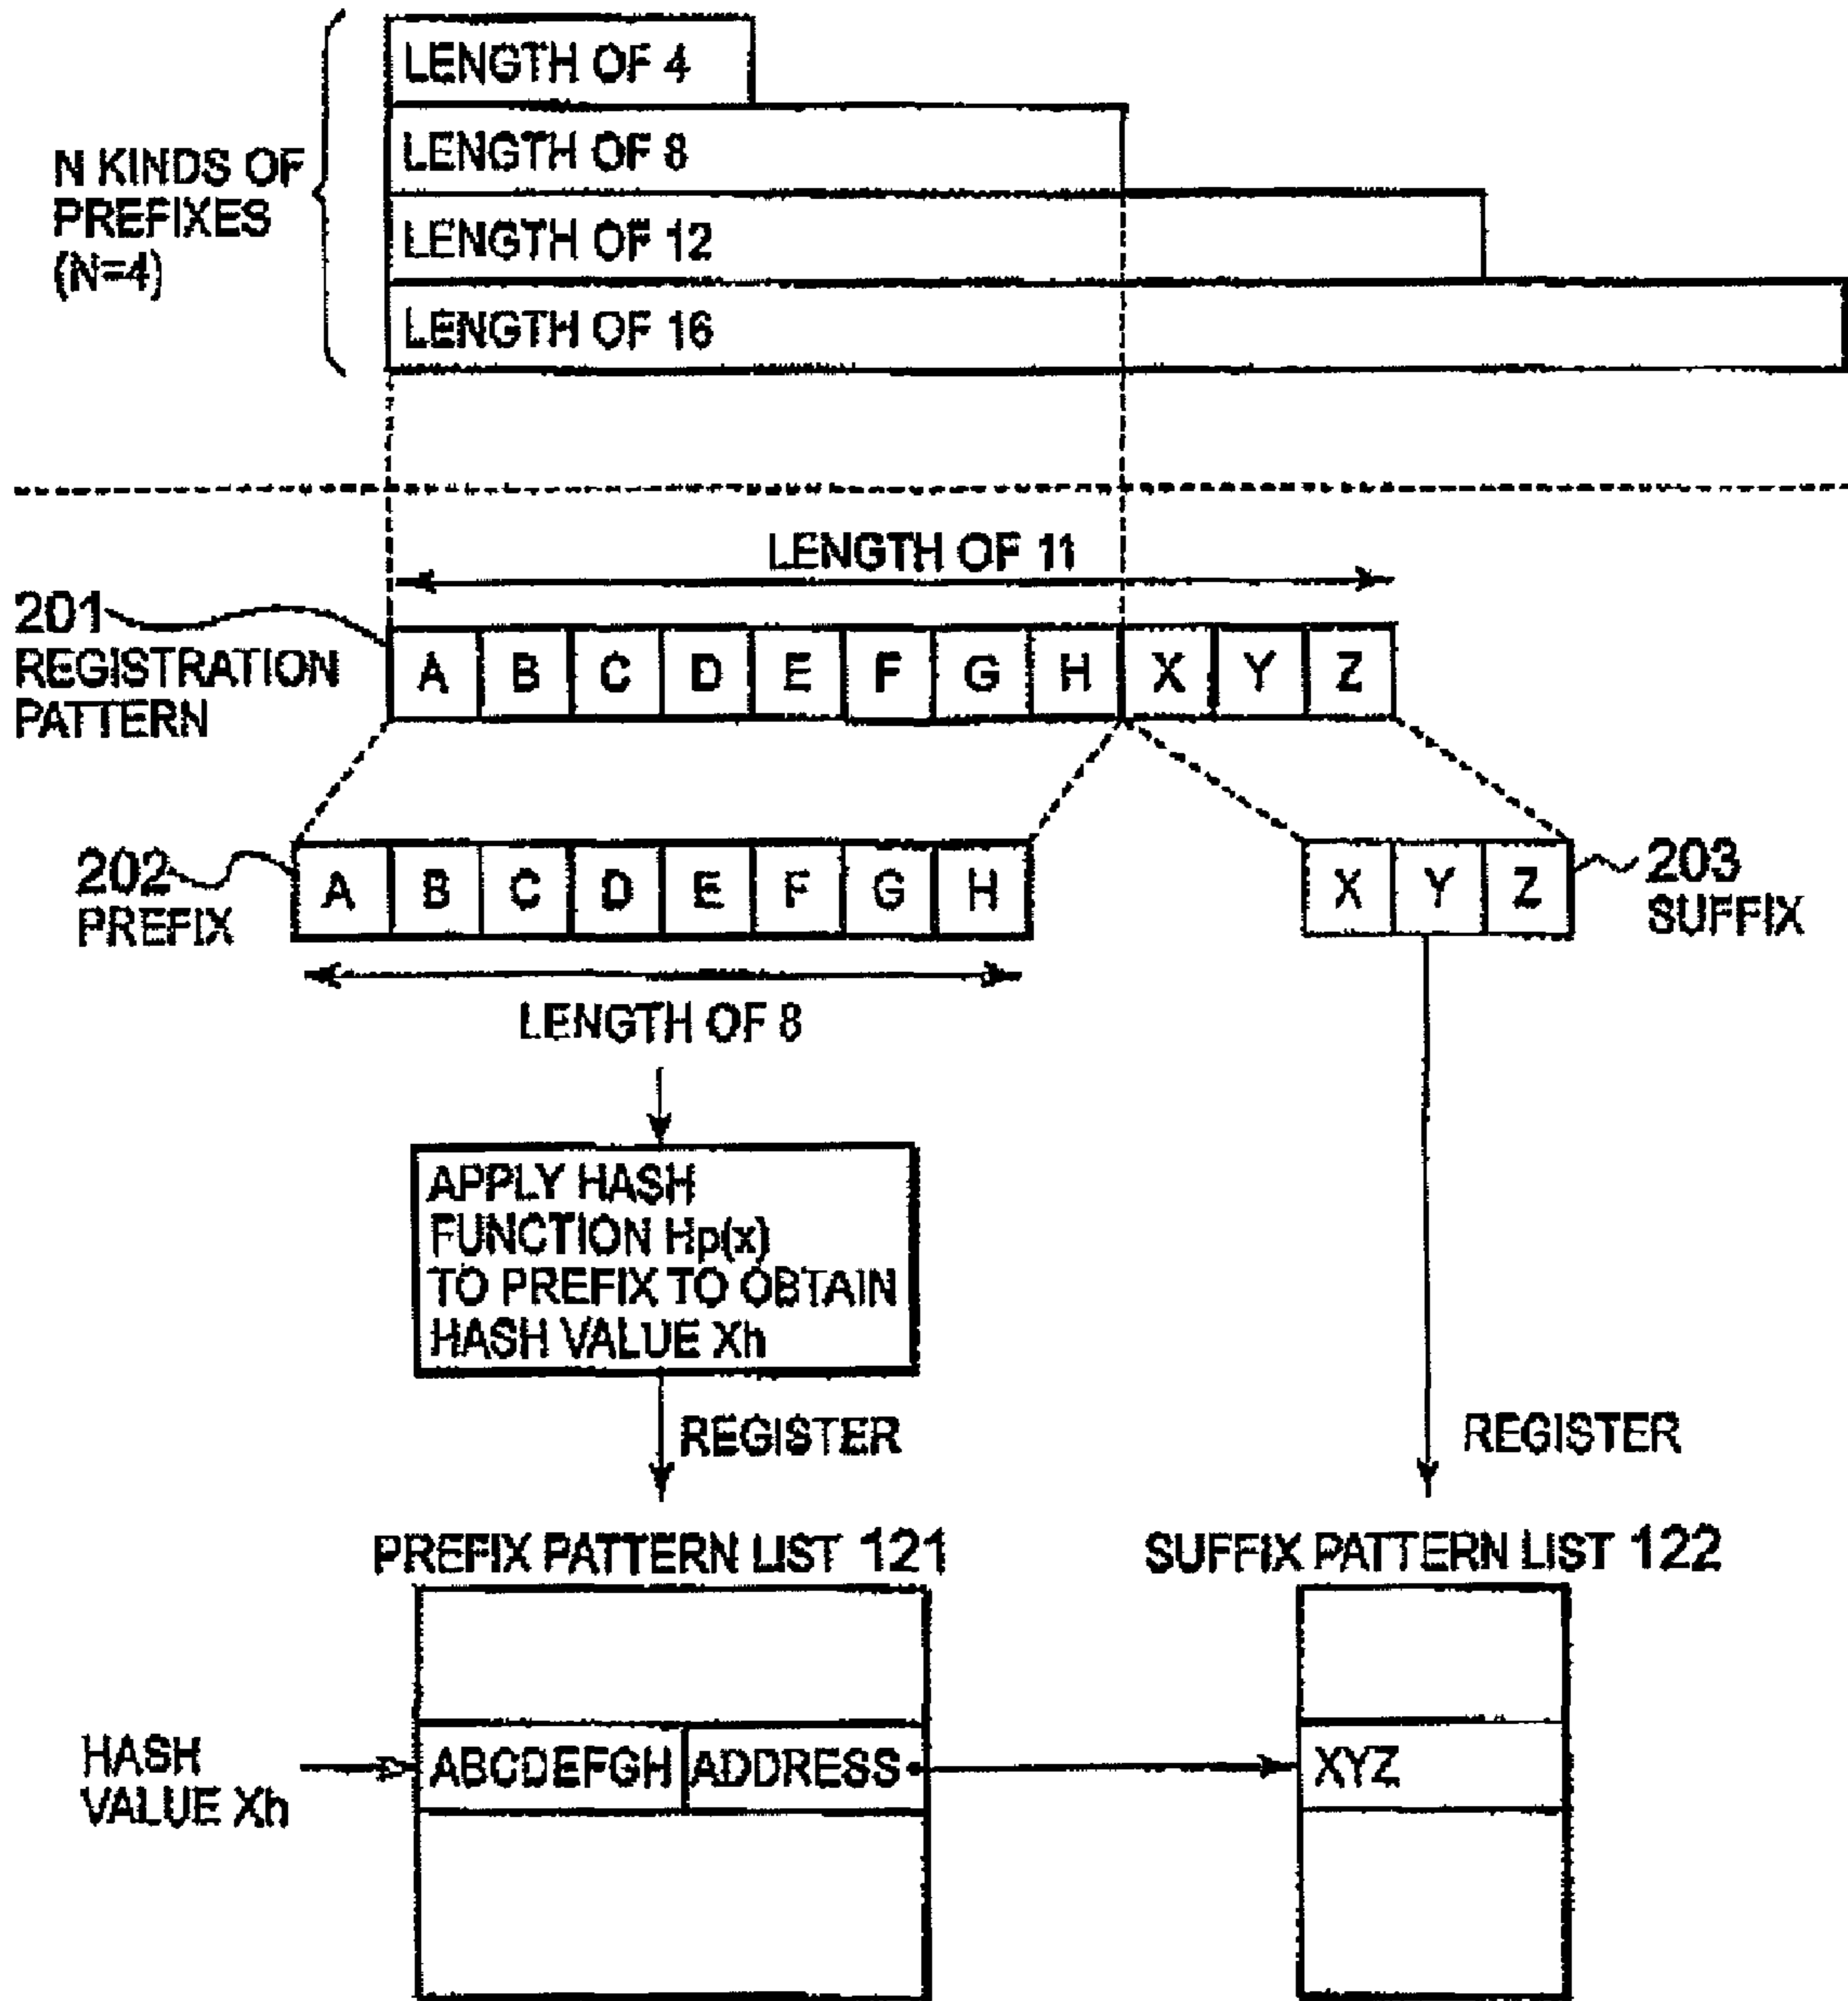 LENGTH OF 4
LENGTH OF 8
N KINDS OF
PREFIXES
(N=4)
LENGTH OF 12
LENGTH OF 16
LENGTH OF 11
201
REGISTRATION
PATTERN
A B C D E F G H X Y Z
202
PREFIX
A B C D E F G H
X Y Z
203
SUFFIX
LENGTH OF 8
APPLY HASH
FUNCTION Hp(x)
TO PREFIX TO OBTAIN
HASH VALUE Xh
REGISTER
REGISTER
PREFIX PATTERN LIST 121
SUFFIX PATTERN LIST 122
HASH
VALUE Xh
ABCDEFGH ADDRESS
XYZ